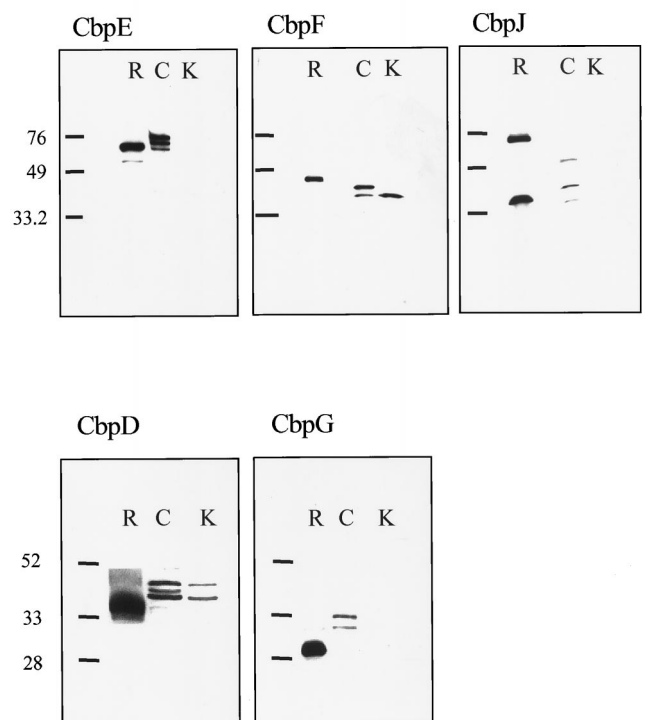 CbpE CbpF CbpJ
R C K R C K R C K
76
49
33.2
CbpD CbpG
R C K R C K
52
33
28